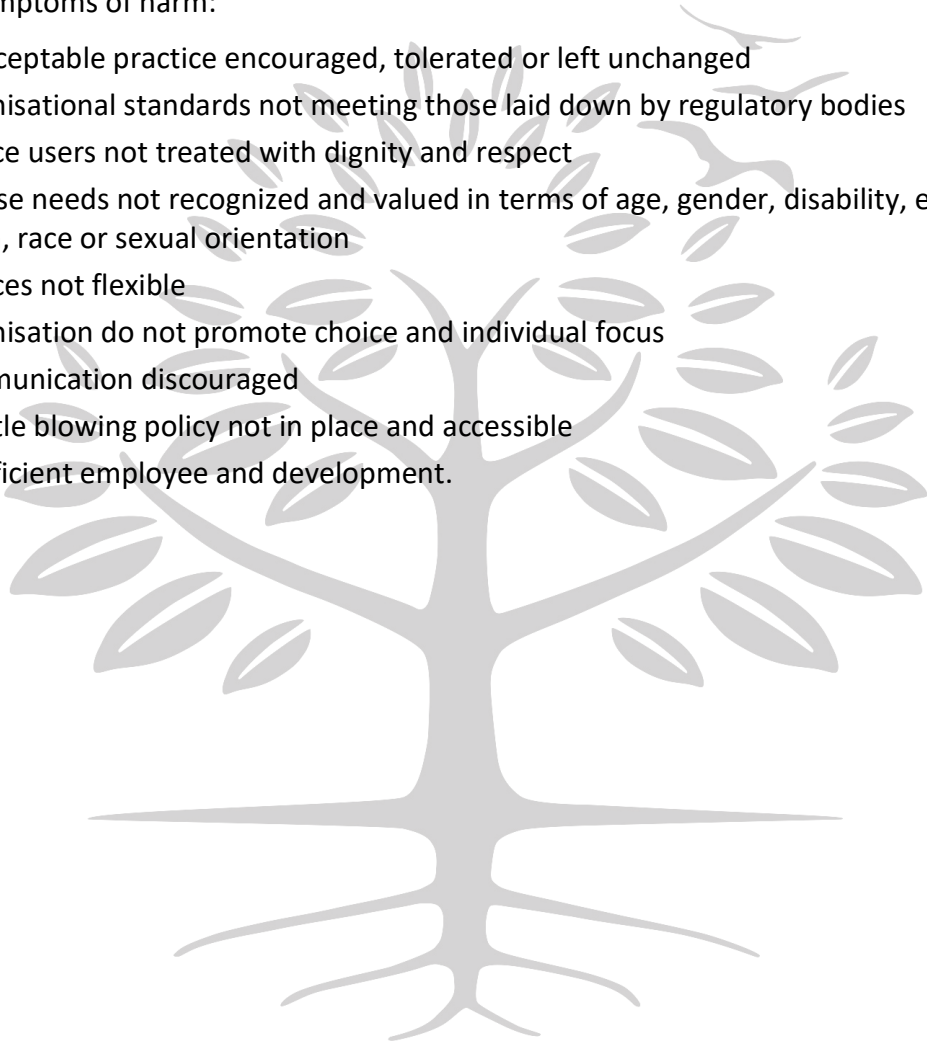 mptoms of harm:
ceptable practice encouraged, tolerated or left unchanged
nisational standards not meeting those laid down by regulatory bodies
ce users not treated with dignity and respect
se needs not recognized and valued in terms of age, gender, disability, e
, race or sexual orientation
ces not flexible
nisation do not promote choice and individual focus
munication discouraged
tle blowing policy not in place and accessible
ficient employee and development.